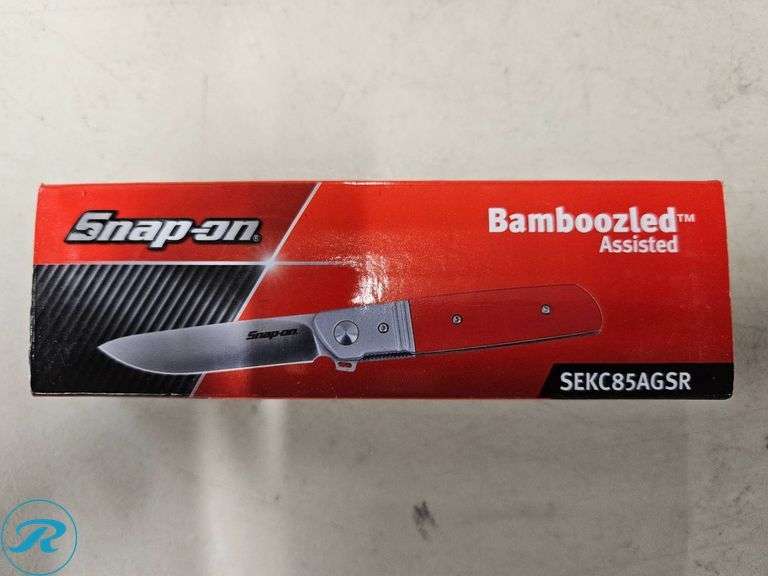 Snap-on®
Bamboozled™
Assisted
Snap-on
SEKC85AGSR
R